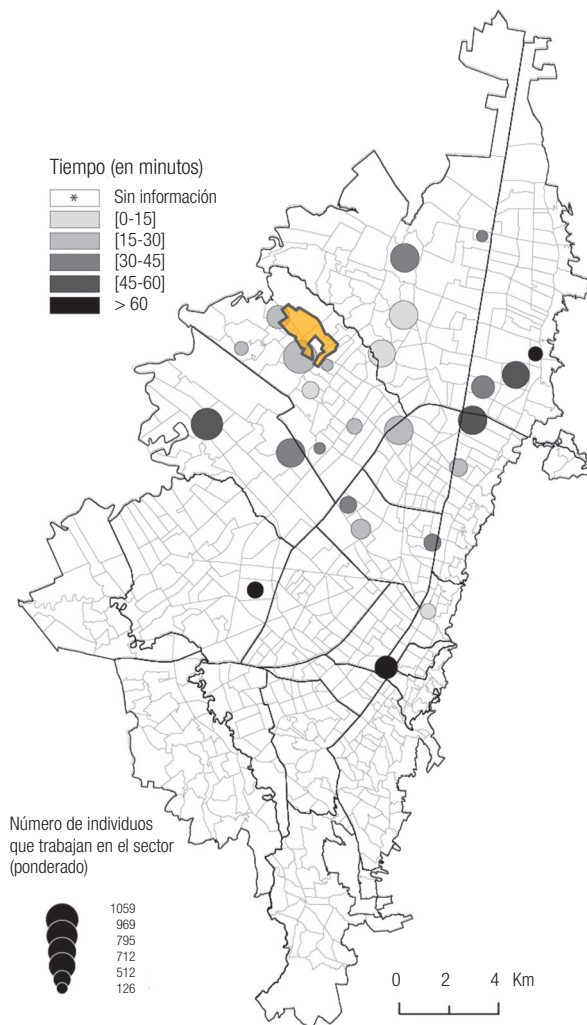 Tiempo (en minutos)
* Sin información
[0-15]
[15-30]
[30-45]
[45-60]
> 60
Número de individuos
que trabajan en el sector
(ponderado)
1059
969
795
712
512
126
0 2 4 Km